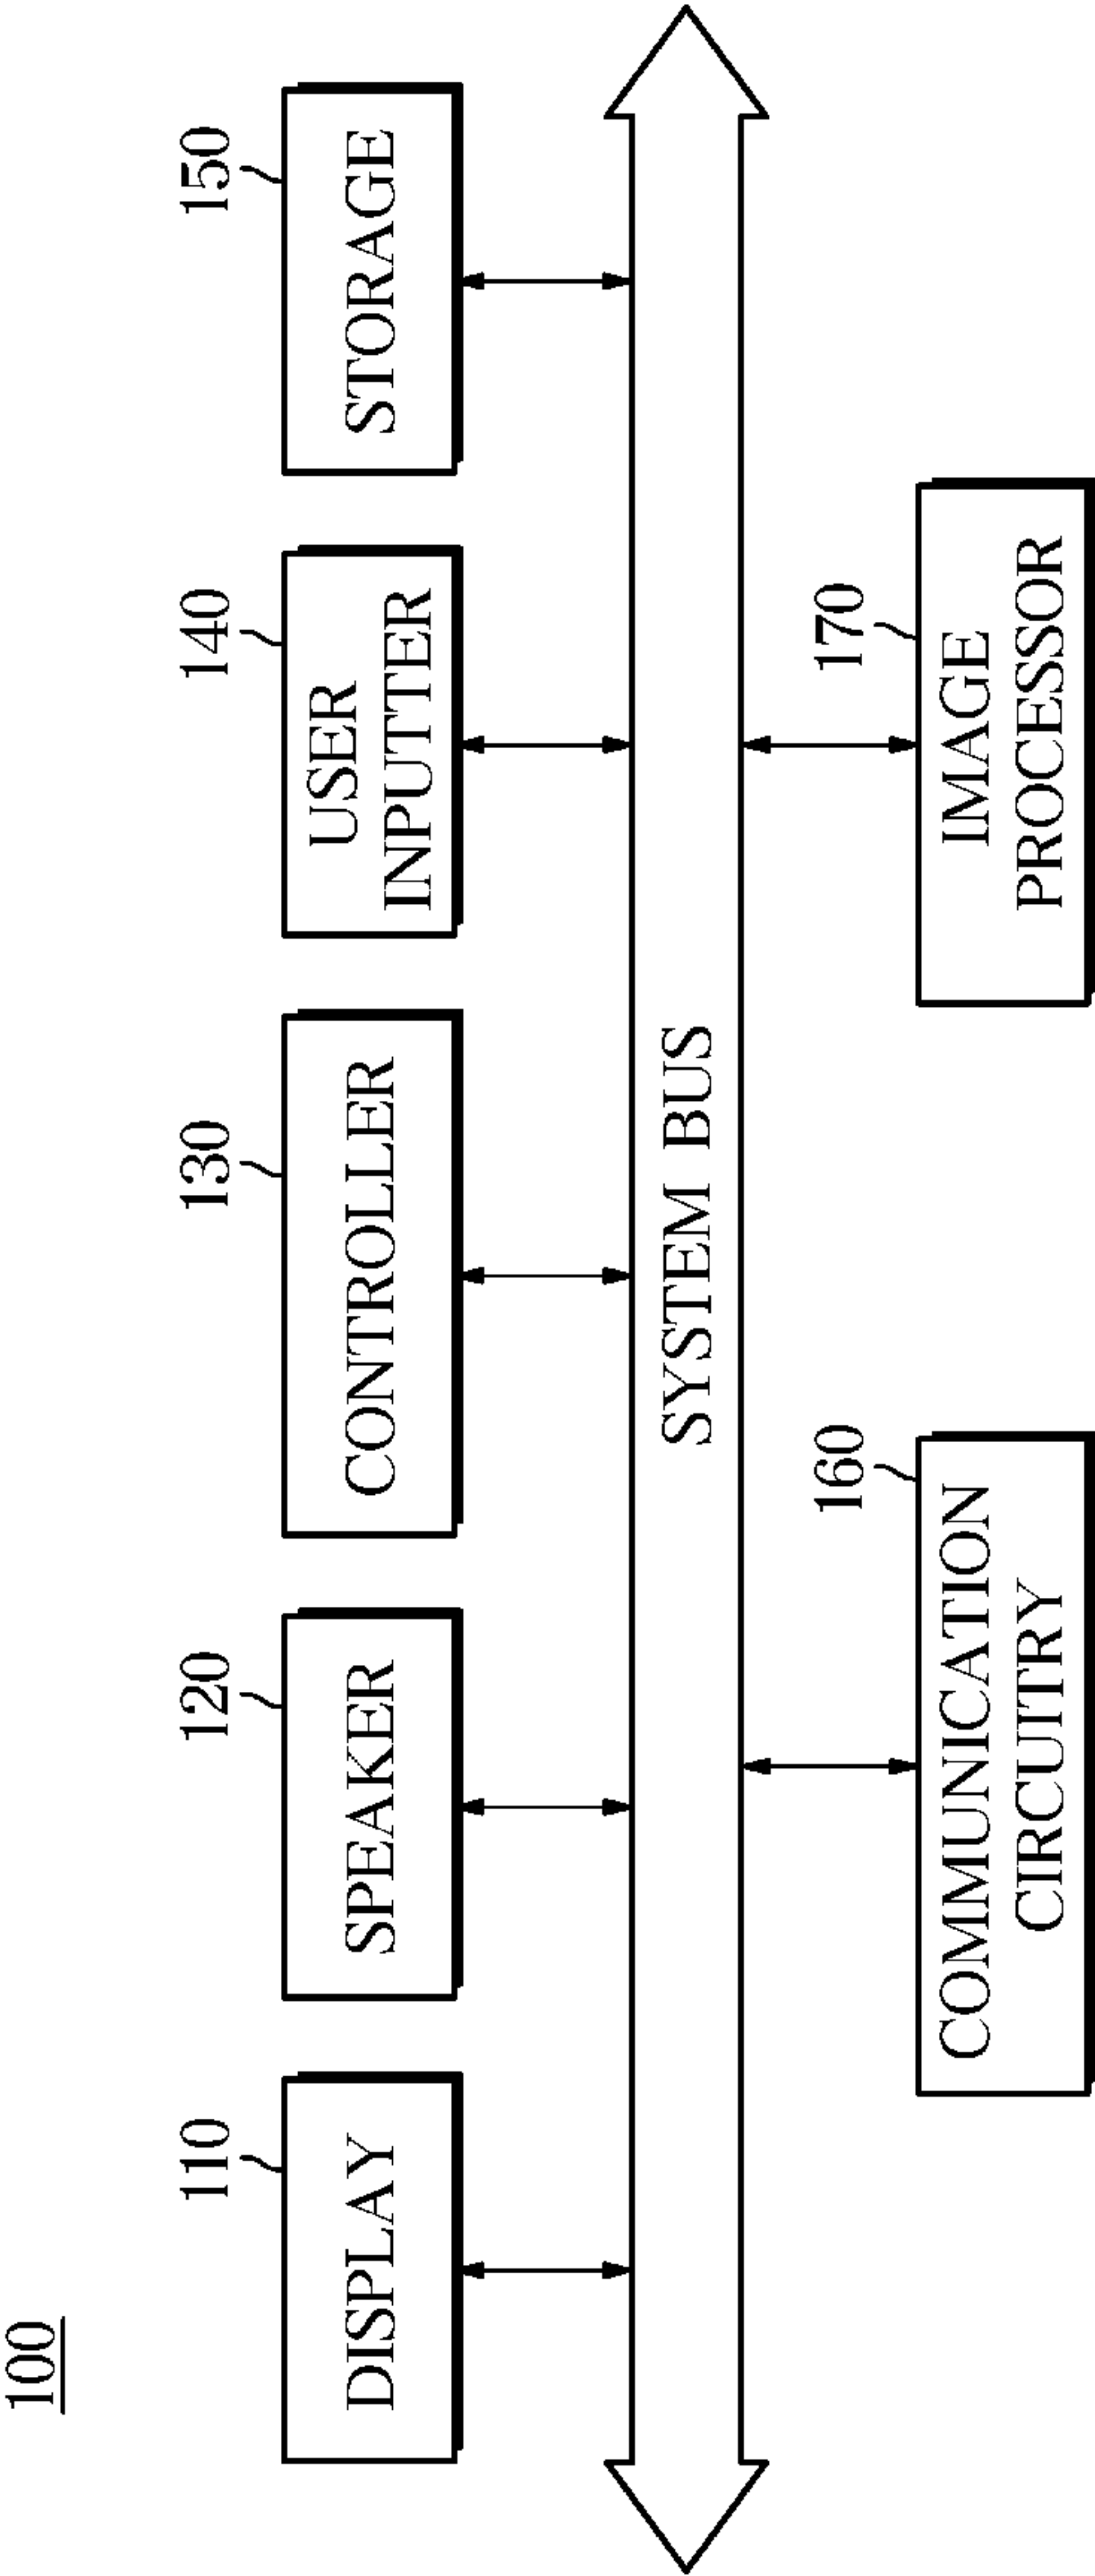 100
110
120
130
140
150
DISPLAY
SPEAKER
CONTROLLER
USER
INPUTTER
STORAGE
SYSTEM BUS
160
170
COMMUNICATION
CIRCUITRY
IMAGE
PROCESSOR